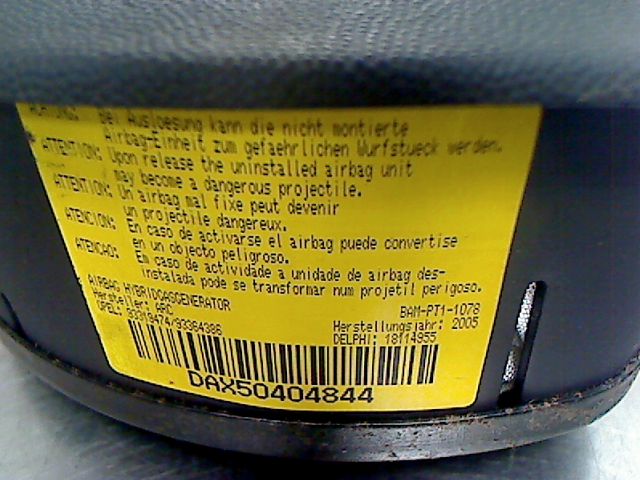 ACHTUNG: Bei Ausloesung kann die nicht montierte
Airbag-Einheit zum gefaehrlichen Wurfstueck werden.
ATTENTION: Upon release the uninstalled airbag unit
may become a dangerous projectile.
ATTENTION: Un airbag mal fixe peut devenir
un projectile dangereux.
ATENCION: En caso de activarse el airbag puede convertise
en un objecto peligroso.
ATENCAO: Em caso de actividade a unidade de airbag des-
instalada pode se transformar num projetil perigoso.
AIRBAG HYBRIDGASGENERATOR
BAM-PT1-1078
Hersteller: ARC
Herstellungsjahr: 2005
OPEL: 93319474/93364386
DELPHI: 18114955
DAX50404844